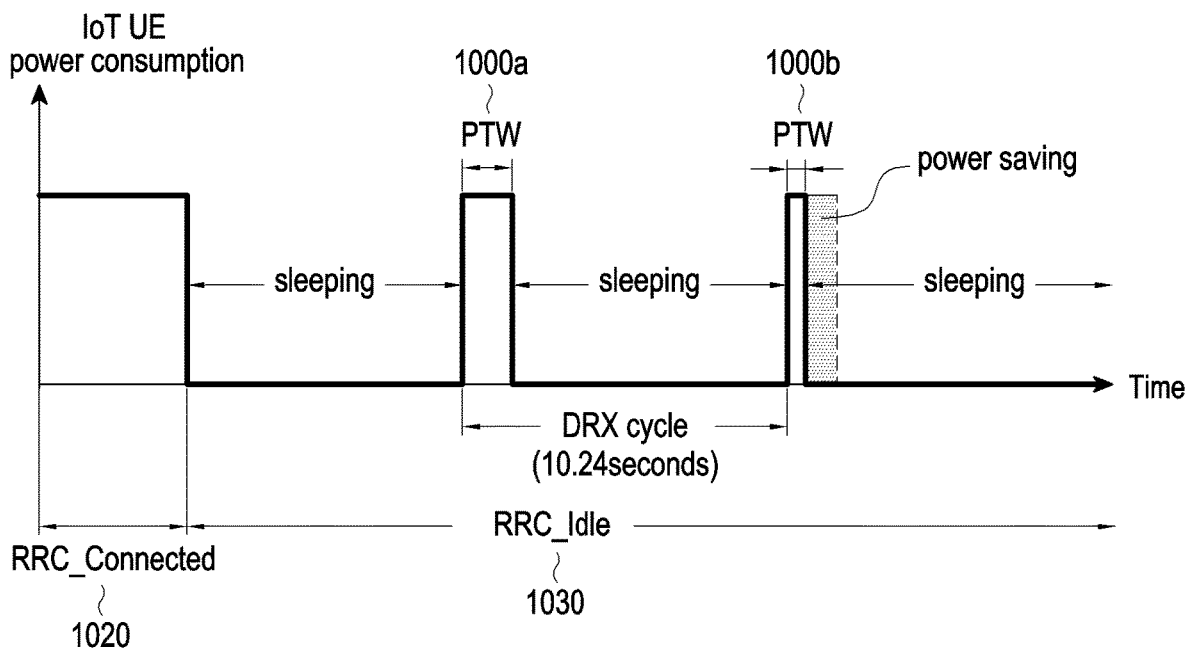 IoT UE
power consumption
1000a
1000b
PTW
PTW
power saving
sleeping
sleeping
sleeping
Time
DRX cycle
(10.24seconds)
RRC_Idle
RRC_Connected
1030
1020